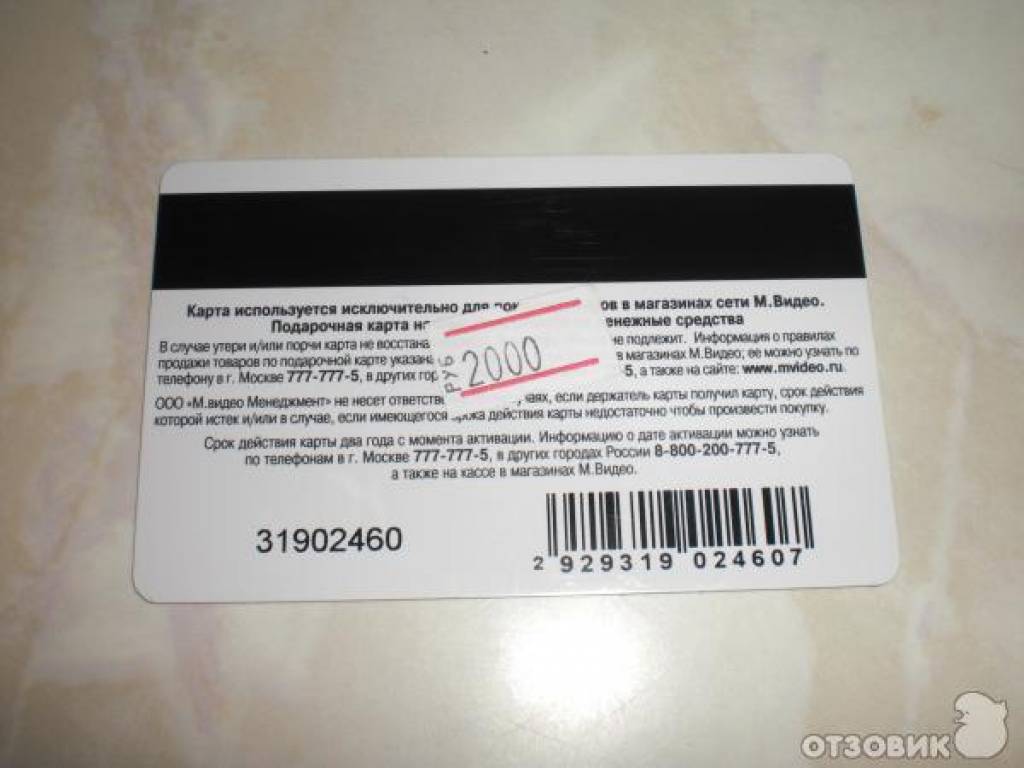 Карта используется исключительно для ов в магазинах сети М.Видео.
Подарочная карта не енежные средства
В случае утери и/или порчи карта не восстана не подлежит. Информация о правилах
продажи товаров по подарочной карте указана в магазинах М.Видео; ее можно узнать по
телефону в г. Москве 777-777-5, в других гор -5, а также на сайте: www.mvideo.ru
РУБ
2000
ООО «М.видео Менеджмент» не несет ответств чаях, если держатель карты получил карту, срок действия
которой истек и/или в случае, если имеющегося срока действия карты недостаточно чтобы произвести покупку.
Срок действия карты два года с момента активации. Информацию о дате активации можно узнать
по телефонам в г. Москве 777-777-5, в других городах России 8-800-200-777-5,
а также на кассе в магазинах М.Видео.
31902460
2 929319 024607
ОТЗОВИК